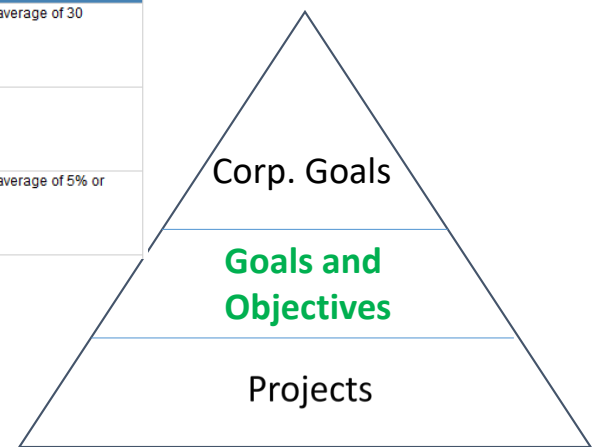 average of 30
average of 5% or
Corp. Goals
Goals and
Objectives
Projects